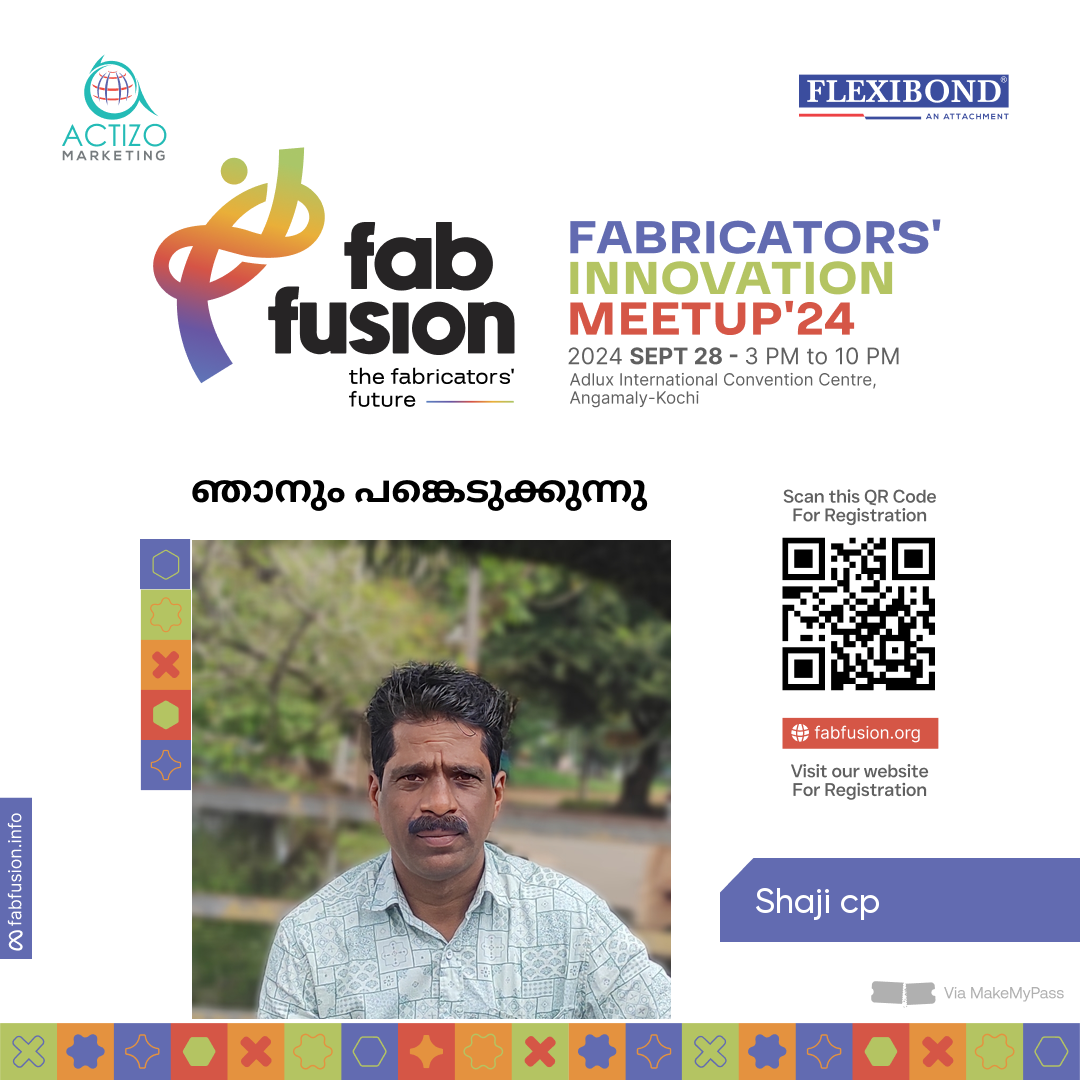 ACTIZO
MARKETING
FLEXIBOND®
AN ATTACHMENT
fab
fusion
the fabricators'
future
FABRICATORS'
INNOVATION
MEETUP'24
2024 SEPT 28 - 3 PM to 10 PM
Adlux International Convention Centre,
Angamaly-Kochi
ഞാനും പങ്കെടുക്കുന്നു
Scan this QR Code
For Registration
fabfusion.org
Visit our website
For Registration
fabfusion.info
Shaji cp
Via MakeMyPass